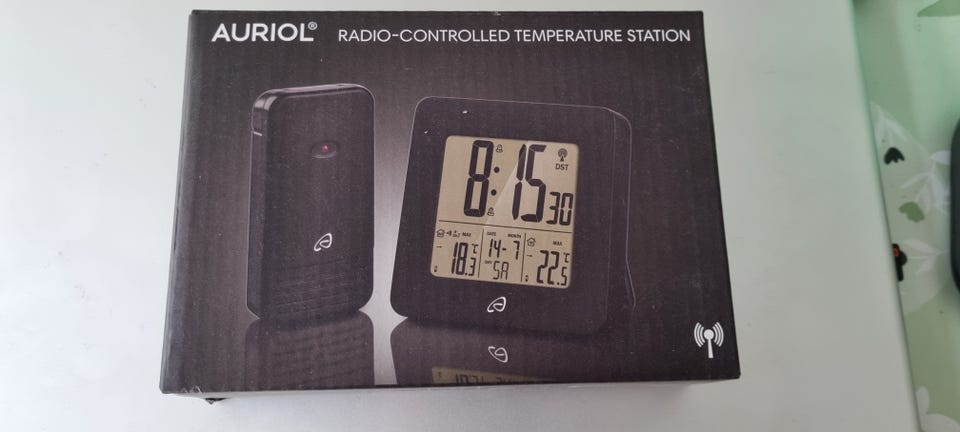 AURIOL® RADIO-CONTROLLED TEMPERATURE STATION
8:15 30
DST
MAX DATE MONTH MAX
18.3 °C 14-7 22.5 °C
DAY SA